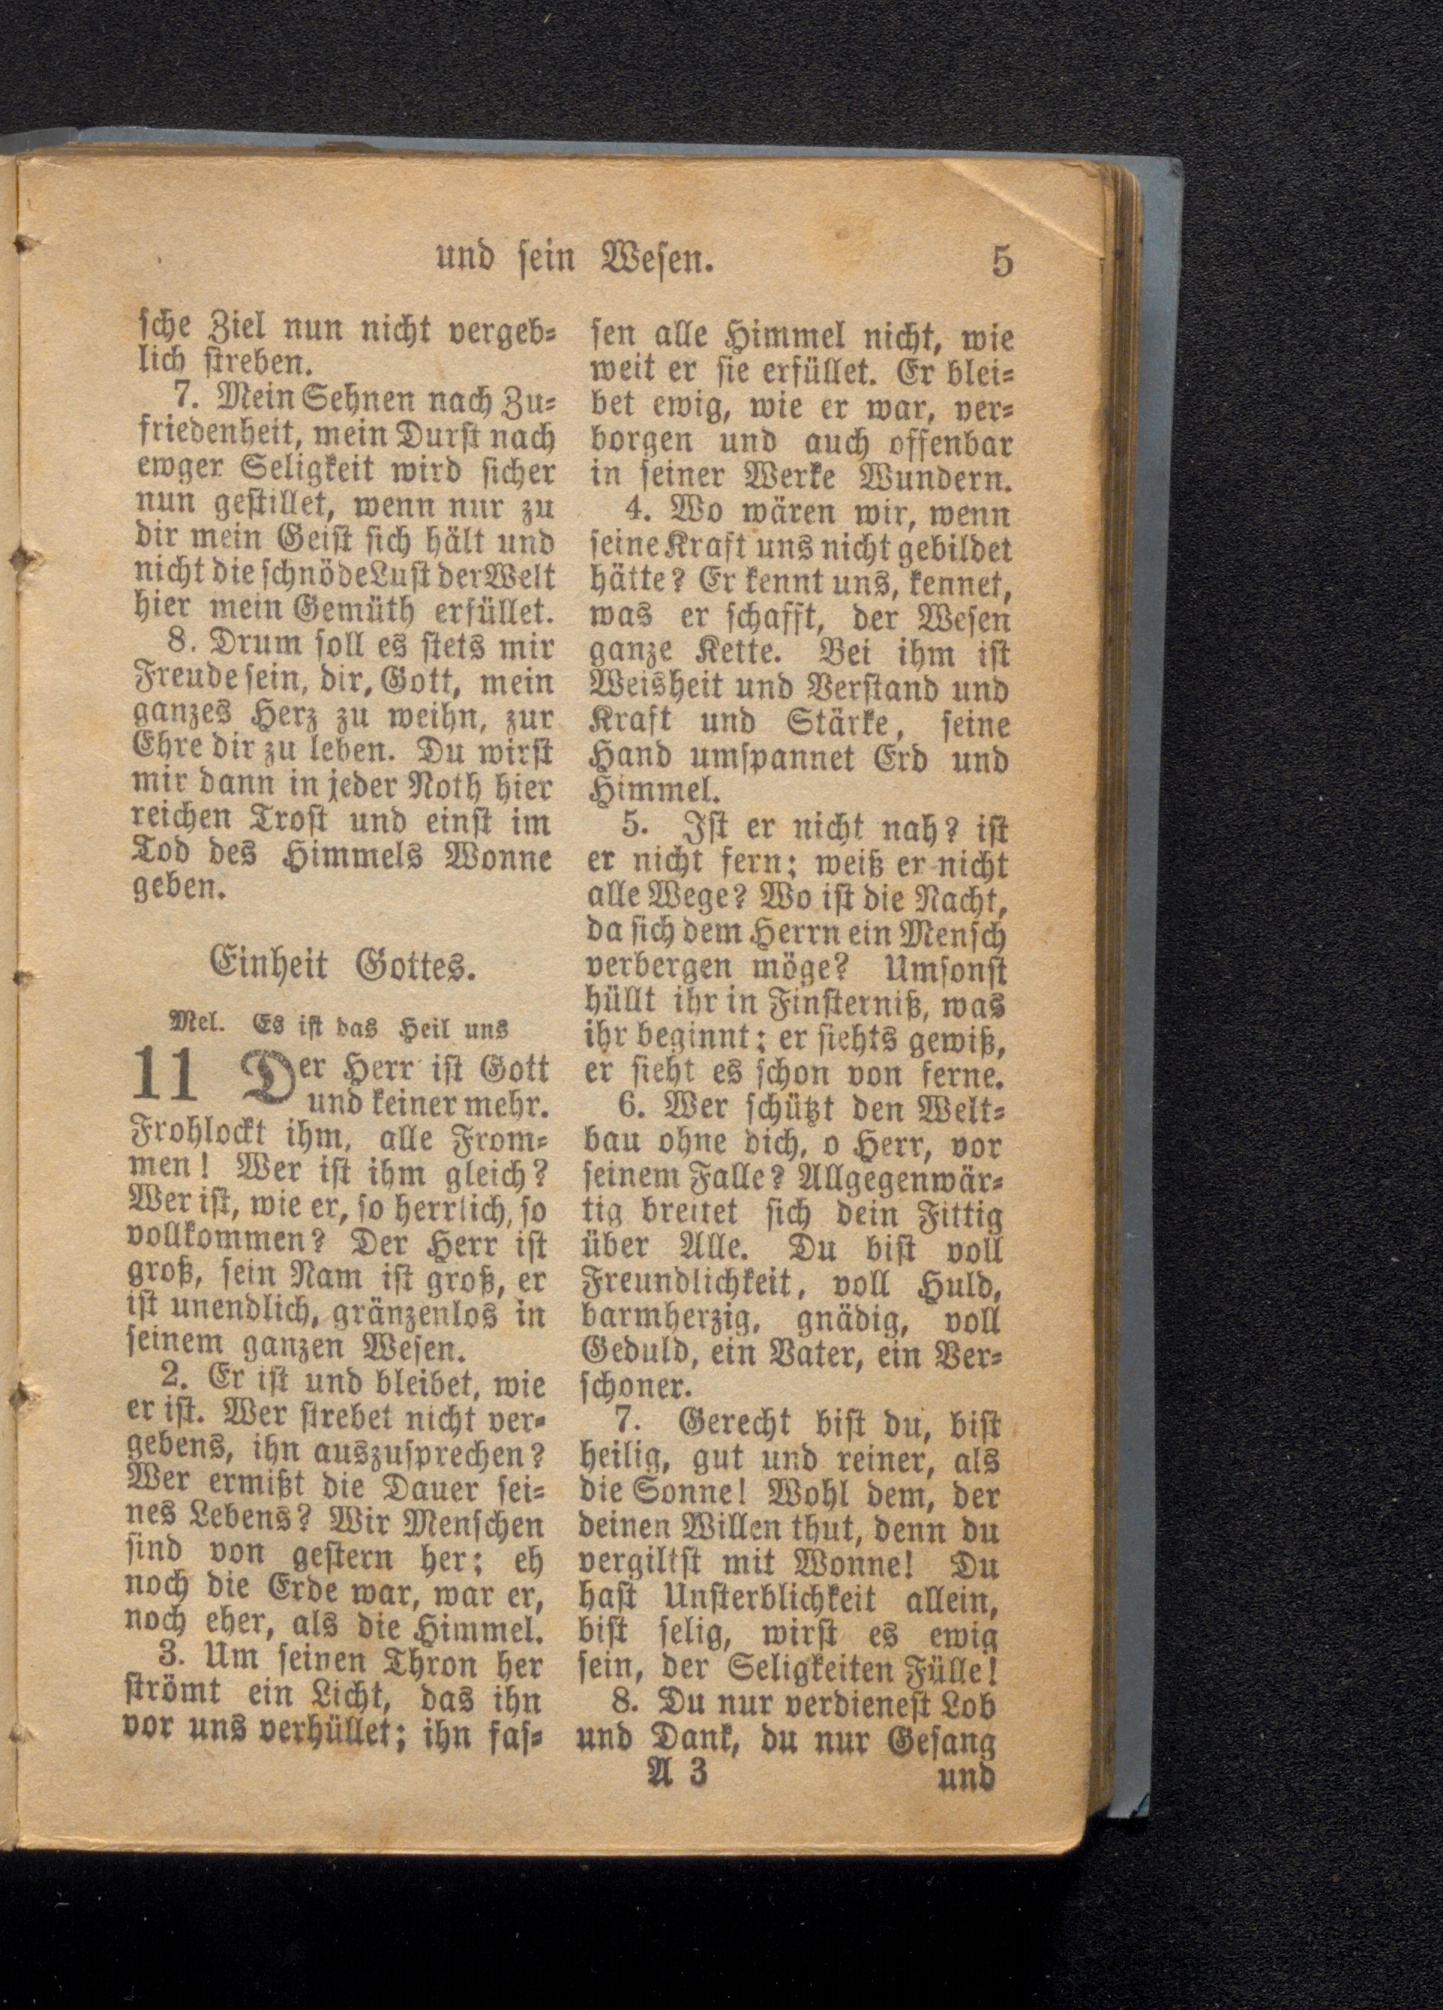 und sein Wesen. 5
sche Ziel nun nicht vergeb=
lich streben.
7. Mein Sehnen nach Zu=
friedenheit, mein Durst nach
ewger Seligkeit wird sicher
nun gestillet, wenn nur zu
dir mein Geist sich hält und
nicht die schnöde Lust der Welt
hier mein Gemüth erfüllet.
8. Drum soll es stets mir
Freude sein, dir, Gott, mein
ganzes Herz zu weihn, zur
Ehre dir zu leben. Du wirst
mir dann in jeder Noth hier
reichen Trost und einst im
Tod des Himmels Wonne
geben.
Einheit Gottes.
Mel. Es ist das Heil uns
11 Der Herr ist Gott
und keiner mehr.
Frohlockt ihm, alle From=
men! Wer ist ihm gleich?
Wer ist, wie er, so herrlich, so
vollkommen? Der Herr ist
groß, sein Nam ist groß, er
ist unendlich, gränzenlos in
seinem ganzen Wesen.
2. Er ist und bleibet, wie
er ist. Wer strebet nicht ver=
gebens, ihn auszusprechen?
Wer ermißt die Dauer sei=
nes Lebens? Wir Menschen
sind von gestern her; eh
noch die Erde war, war er,
noch eher, als die Himmel.
3. Um seinen Thron her
strömt ein Licht, das ihn
vor uns verhüllet; ihn fas=
sen alle Himmel nicht, wie
weit er sie erfüllet. Er blei=
bet ewig, wie er war, ver=
borgen und auch offenbar
in seiner Werke Wundern.
4. Wo wären wir, wenn
seine Kraft uns nicht gebildet
hätte? Er kennt uns, kennet,
was er schafft, der Wesen
ganze Kette. Bei ihm ist
Weisheit und Verstand und
Kraft und Stärke, seine
Hand umspannet Erd und
Himmel.
5. Ist er nicht nah? ist
er nicht fern; weiß er nicht
alle Wege? Wo ist die Nacht,
da sich dem Herrn ein Mensch
verbergen möge? Umsonst
hüllt ihr in Finsterniß, was
ihr beginnt; er siehts gewiß,
er sieht es schon von ferne.
6. Wer schützt den Welt=
bau ohne dich, o Herr, vor
seinem Falle? Allgegenwär=
tig breitet sich dein Fittig
über Alle. Du bist voll
Freundlichkeit, voll Huld,
barmherzig, gnädig, voll
Geduld, ein Vater, ein Ver=
schoner.
7. Gerecht bist du, bist
heilig, gut und reiner, als
die Sonne! Wohl dem, der
deinen Willen thut, denn du
vergiltst mit Wonne! Du
hast Unsterblichkeit allein,
bist selig, wirst es ewig
sein, der Seligkeiten Fülle!
8. Du nur verdienest Lob
und Dank, du nur Gesang
A 3 und